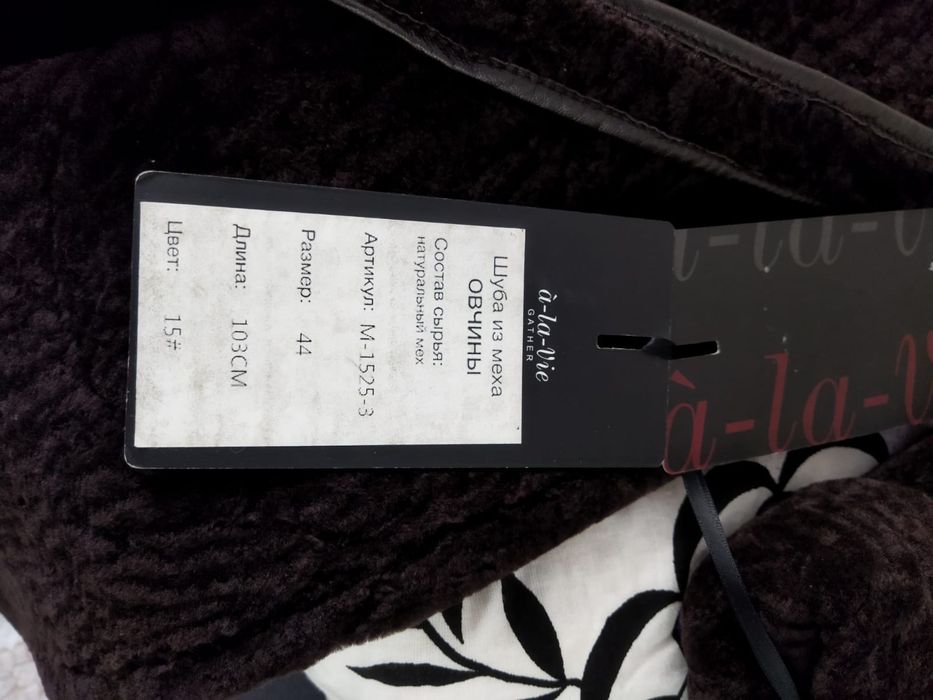 à-la-Vie
GATHER
Шуба из меха
ОВЧИНЫ
Состав сырья:
натуральный мех
Артикул: M-1525-3
Размер: 44
Длина: 103CM
Цвет: 15#
à-la-V